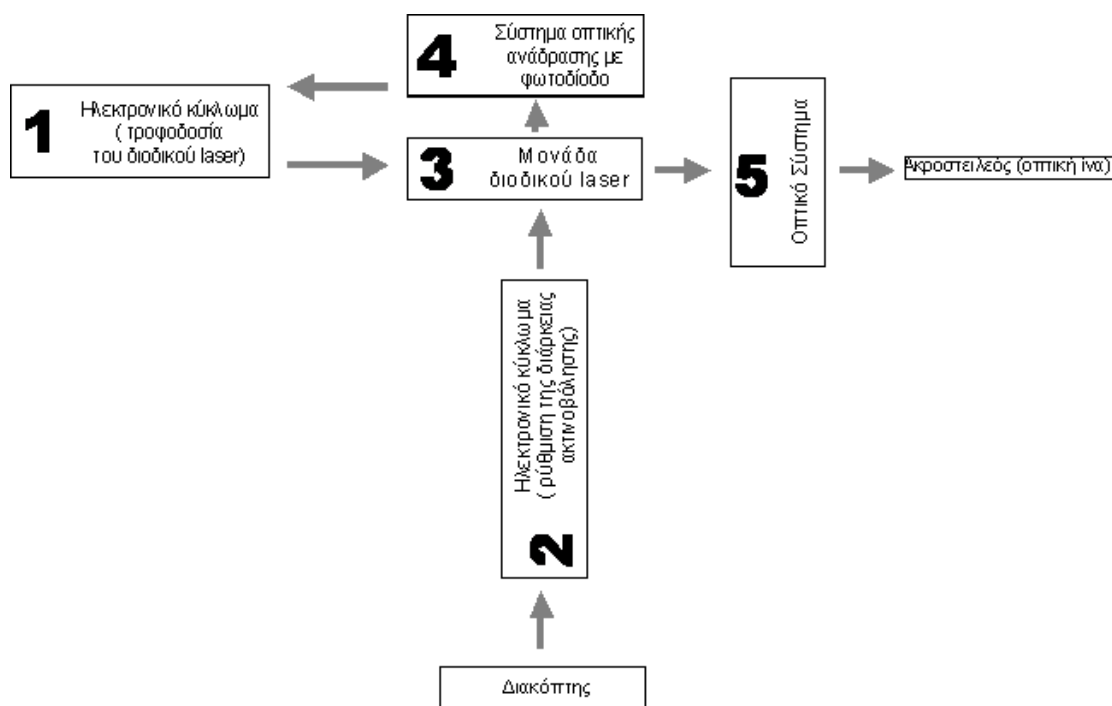 4
Σύστημα οπτικής
ανάδρασης με
φωτοδίοδο
1
Ηλεκτρονικό κύκλωμα
( τροφοδοσία
του διοδικού laser)
3
Μονάδα
διοδικού laser
5
Οπτικό Σύστημα
Ακροστειλεός (οπτική ίνα)
2
Ηλεκτρονικό κύκλωμα
( ρύθμιση της διάρκειας
ακτινοβόλησης)
Διακόπτης